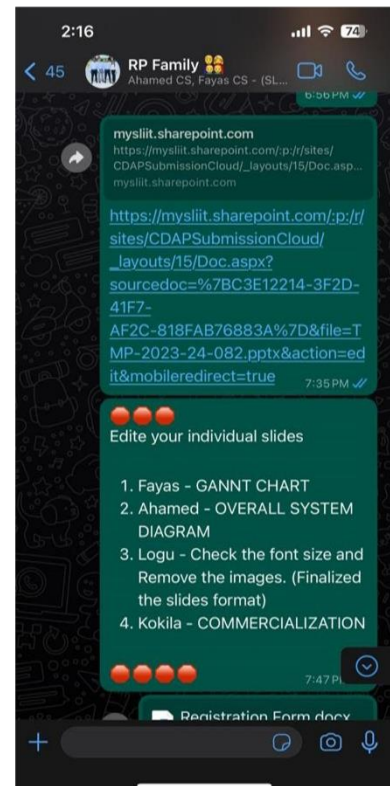 2:16
74
45
RP Family
Ahamed CS, Fayas CS - (SL...
6:56 PM
mysliit.sharepoint.com
https://mysliit.sharepoint.com/:p:/r/sites/
CDAPSubmissionCloud/_layouts/15/Doc.asp...
mysliit.sharepoint.com
https://mysliit.sharepoint.com/:p:/r/
sites/CDAPSubmissionCloud/
_layouts/15/Doc.aspx?
sourcedoc=%7BC3E12214-3F2D-
41F7-
AF2C-818FAB76883A%7D&file=T
MP-2023-24-082.pptx&action=ed
it&mobileredirect=true
7:35 PM
Edite your individual slides
1. Fayas - GANNT CHART
2. Ahamed - OVERALL SYSTEM
DIAGRAM
3. Logu - Check the font size and
Remove the images. (Finalized
the slides format)
4. Kokila - COMMERCIALIZATION
7:47 P
Registration Form.docx